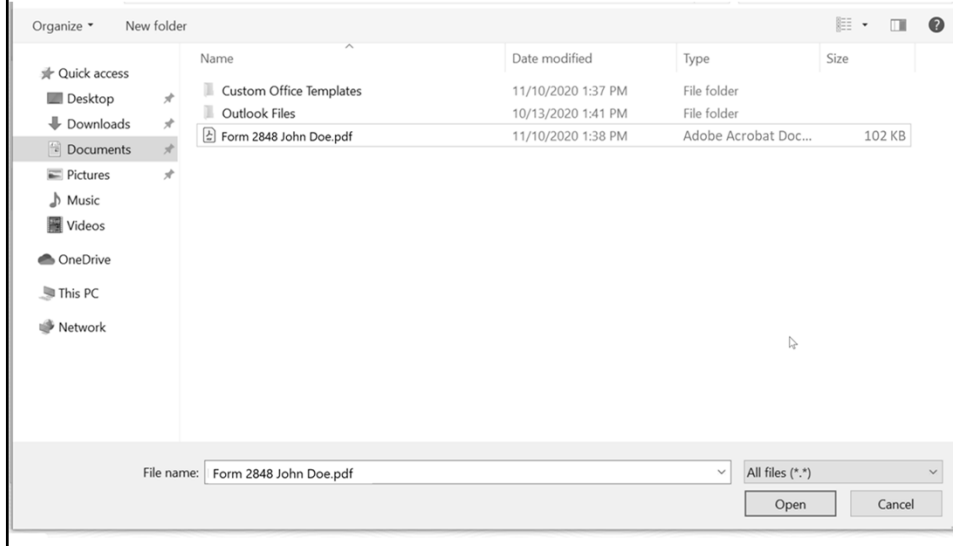 Organize New folder
Name Date modified Type Size
Quick access
Desktop
Downloads
Documents
Pictures
Music
Videos
OneDrive
This PC
Network
Custom Office Templates 11/10/2020 1:37 PM File folder
Outlook Files 10/13/2020 1:41 PM File folder
Form 2848 John Doe.pdf 11/10/2020 1:38 PM Adobe Acrobat Doc... 102 KB
File name: Form 2848 John Doe.pdf All files (*.*)
Open Cancel